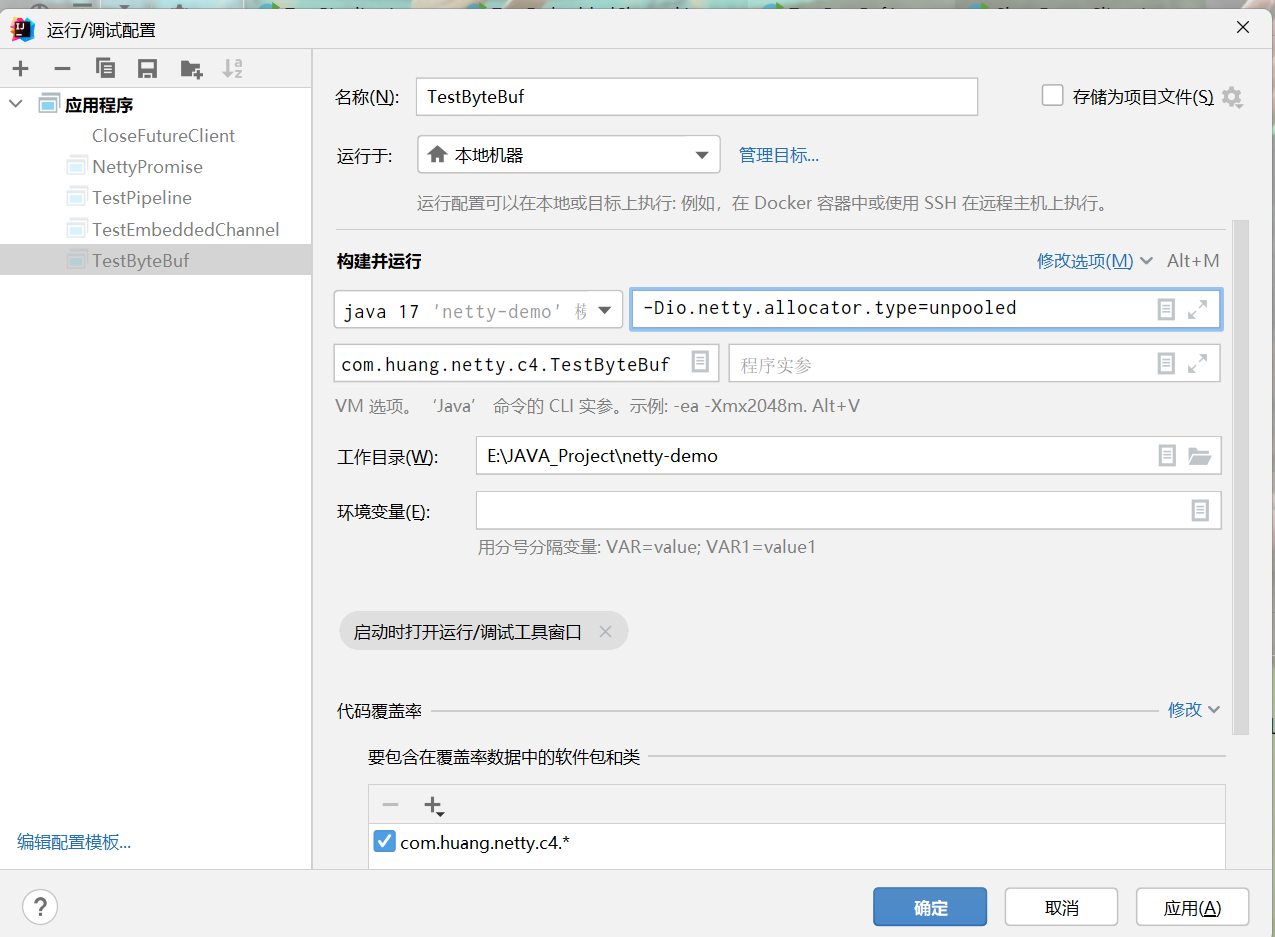 运行/调试配置
应用程序
CloseFutureClient
NettyPromise
TestPipeline
TestEmbeddedChannel
TestByteBuf
编辑配置模板...
名称(N): TestByteBuf 存储为项目文件(S)
运行于: 本地机器 管理目标...
运行配置可以在本地或目标上执行: 例如，在 Docker 容器中或使用 SSH 在远程主机上执行。
构建并运行 修改选项(M) Alt+M
java 17 'netty-demo' -Dio.netty.allocator.type=unpooled
com.huang.netty.c4.TestByteBuf 程序实参
VM 选项。 ‘Java’ 命令的 CLI 实参。示例: -ea -Xmx2048m. Alt+V
工作目录(W): E:\JAVA_Project\netty-demo
环境变量(E):
用分号分隔变量: VAR=value; VAR1=value1
启动时打开运行/调试工具窗口
代码覆盖率 修改
要包含在覆盖率数据中的软件包和类
com.huang.netty.c4.*
? 确定 取消 应用(A)